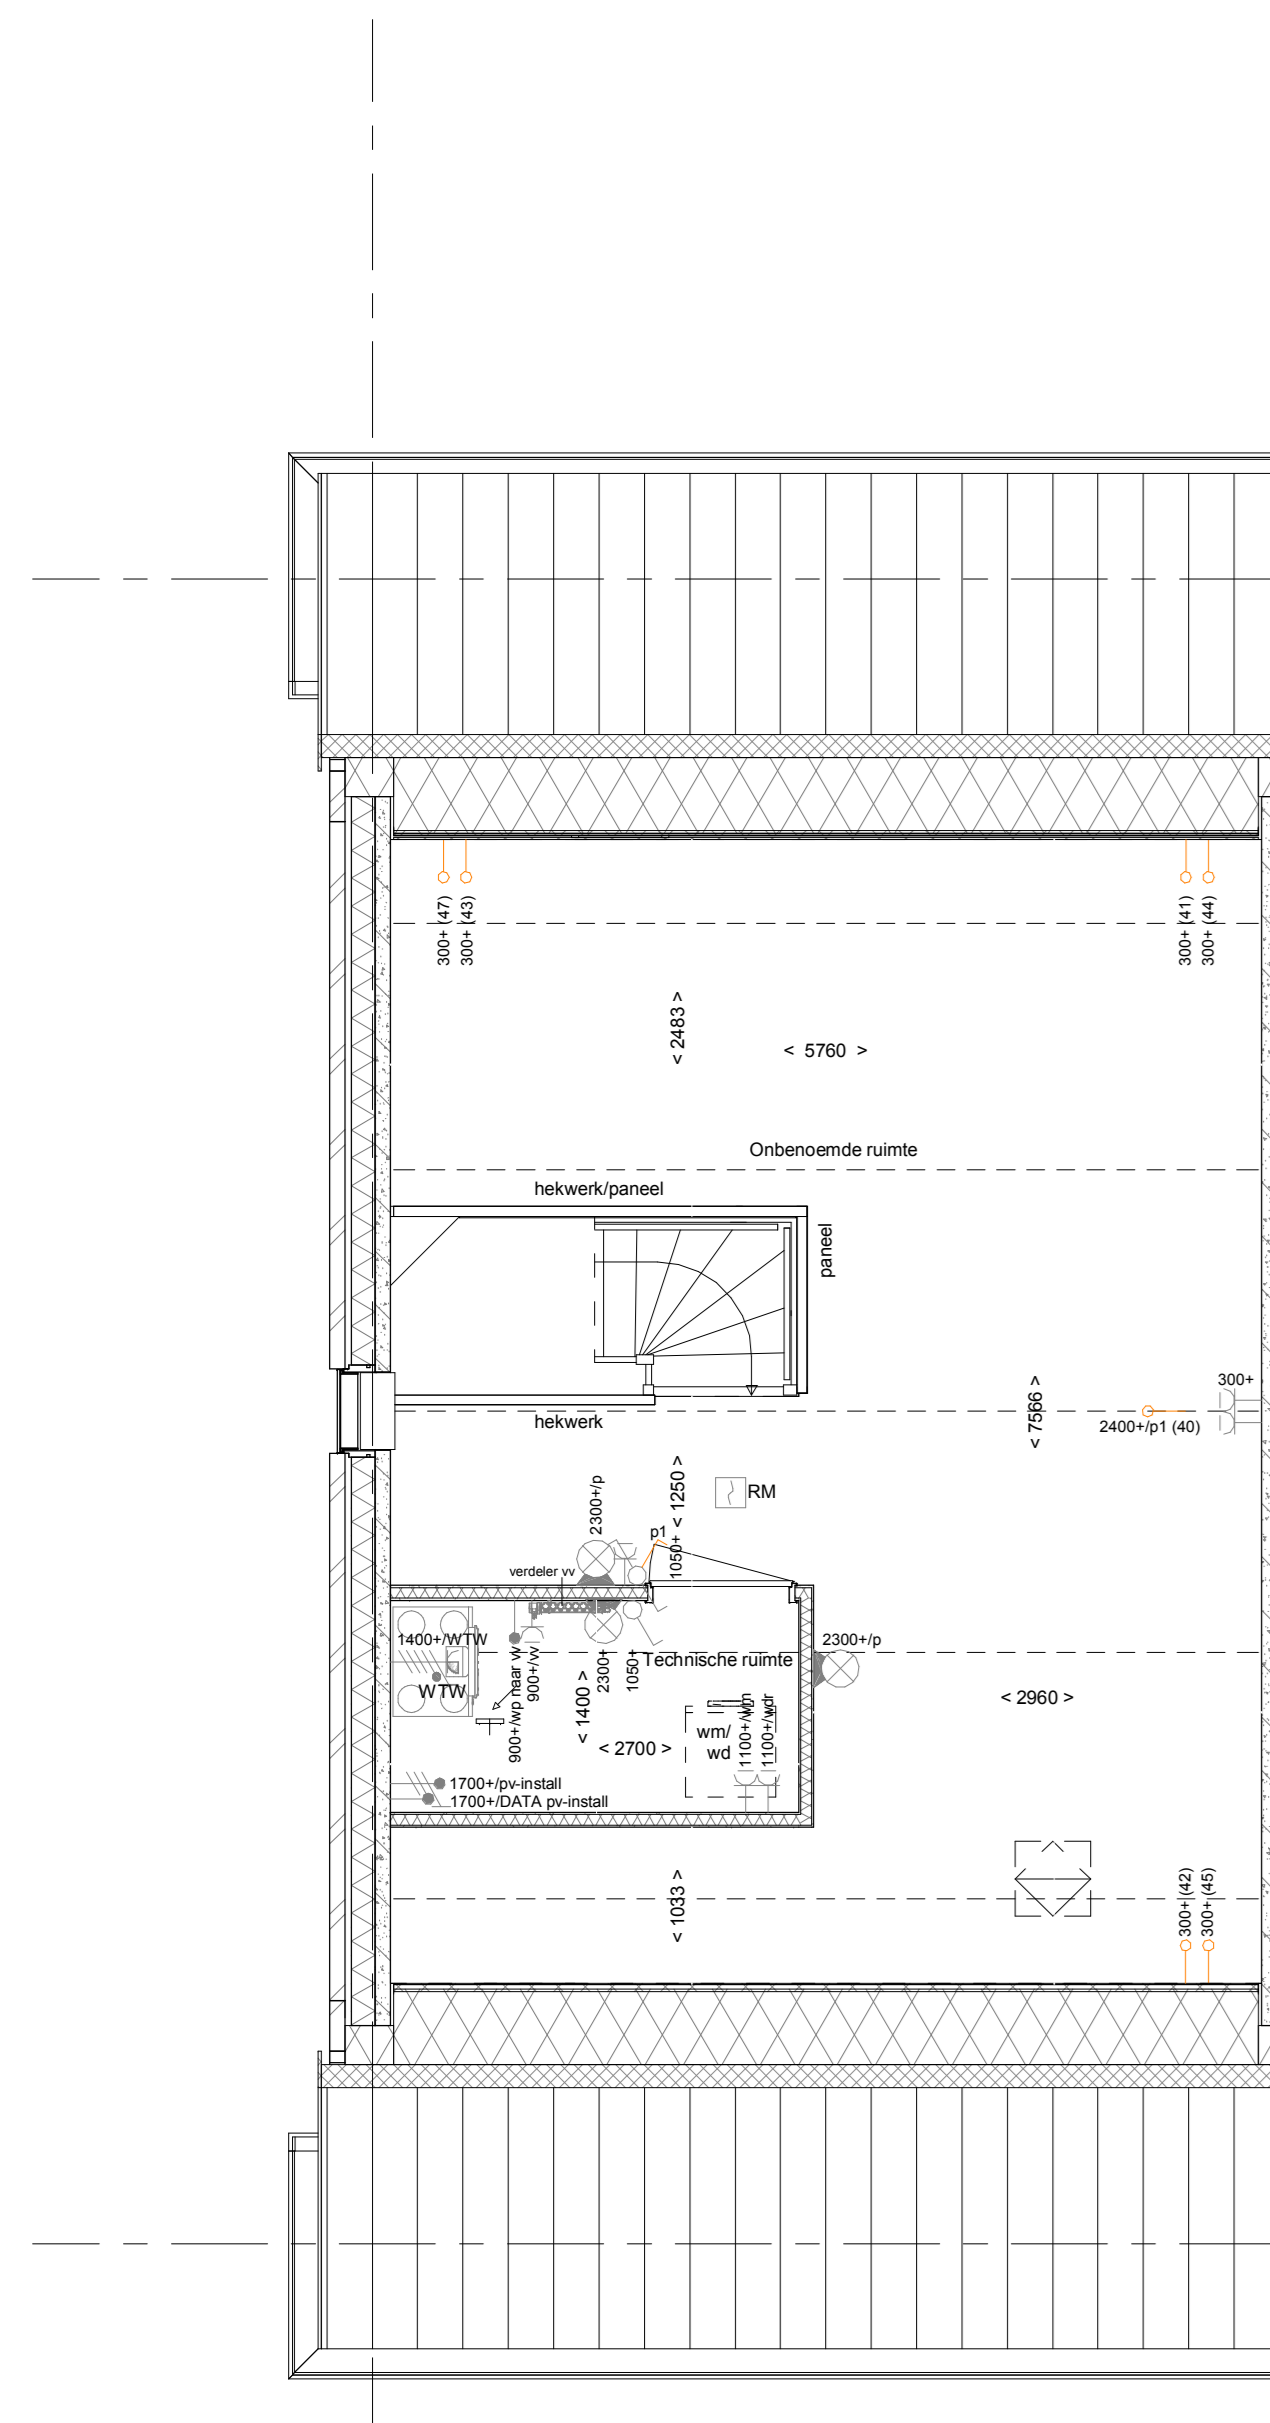 300+ (47)
300+ (43)
300+ (41)
300+ (44)
< 2483 >
< 5760 >
Onbenoemde ruimte
hekwerk/paneel
paneel
300+
< 7566 >
2400+/p1 (40)
hekwerk
< 1250 >
RM
2300+/p
p1
1050+
verdeler vv
1400+/WTW
WTW
900+/wp naar vv
900+/vv
2300+
1050+
Technische ruimte
2300+/p
< 1400 >
< 2960 >
wm/
wd
1100+/wm
1100+/wdr
< 2700 >
1700+/pv-install
1700+/DATA pv-install
< 1033 >
300+ (42)
300+ (45)